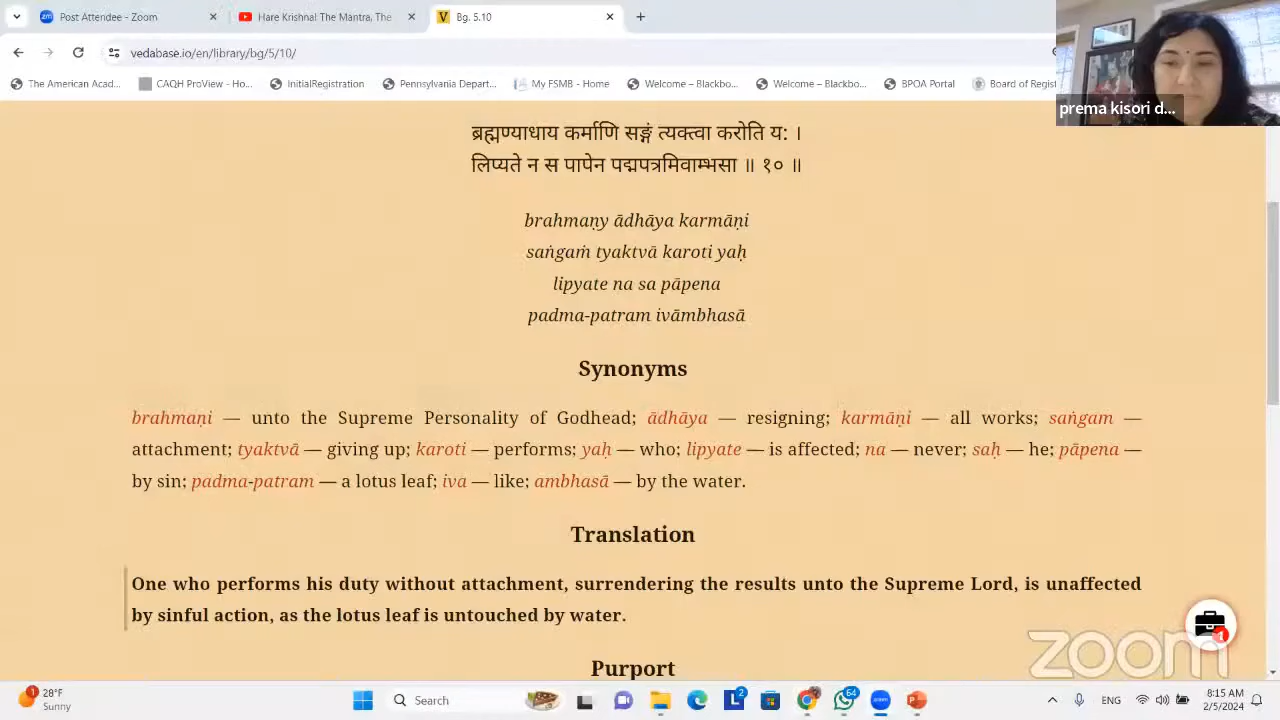 Post Attendee - Zoom
Hare Krishna The Mantra, The
Bg. 5.10
vedabase.io/en/library/bg/5/10/
The American Acad...
CAQH ProView - Ho...
InitialRegistration
Pennsylvania Depart...
My FSMB - Home
Welcome – Blackbo...
Welcome – Blackbo...
BPOA Portal
Board of Regist
prema kisori d...
ब्रह्मण्याधाय कर्माणि सङ्गं त्यक्त्वा करोति य: ।
लिप्यते न स पापेन पद्मपत्रमिवाम्भसा ॥ १० ॥
brahmaṇy ādhāya karmāṇi
saṅgaṁ tyaktvā karoti yaḥ
lipyate na sa pāpena
padma-patram ivāmbhasā
Synonyms
brahmaṇi — unto the Supreme Personality of Godhead; ādhāya — resigning; karmāṇi — all works; saṅgam —
attachment; tyaktvā — giving up; karoti — performs; yaḥ — who; lipyate — is affected; na — never; saḥ — he; pāpena —
by sin; padma-patram — a lotus leaf; iva — like; ambhasā — by the water.
Translation
One who performs his duty without attachment, surrendering the results unto the Supreme Lord, is unaffected
by sinful action, as the lotus leaf is untouched by water.
1
zoom
Purport
1
28°F
Sunny
Search
2
64
ENG
8:15 AM
2/5/2024